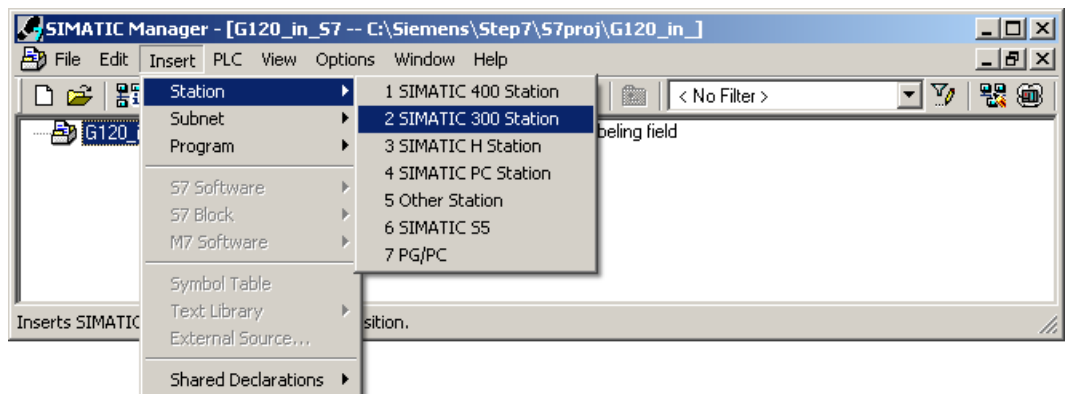 SIMATIC Manager - [G120_in_S7 -- C:\Siemens\Step7\S7proj\G120_in_]
File Edit Insert PLC View Options Window Help
< No Filter >
Station
1 SIMATIC 400 Station
Subnet
2 SIMATIC 300 Station
Program
3 SIMATIC H Station
4 SIMATIC PC Station
S7 Software
5 Other Station
S7 Block
6 SIMATIC S5
M7 Software
7 PG/PC
Symbol Table
Text Library
External Source...
Shared Declarations
field
Inserts SIMATIC